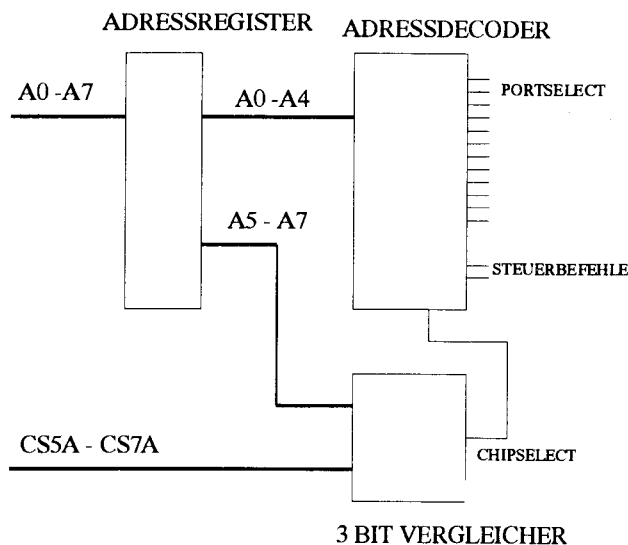 ADRESSREGISTER
ADRESSDECODER
A0 -A7
A0 -A4
PORTSELECT
A5 - A7
STEUERBEFEHLE
CS5A - CS7A
CHIPSELECT
3 BIT VERGLEICHER